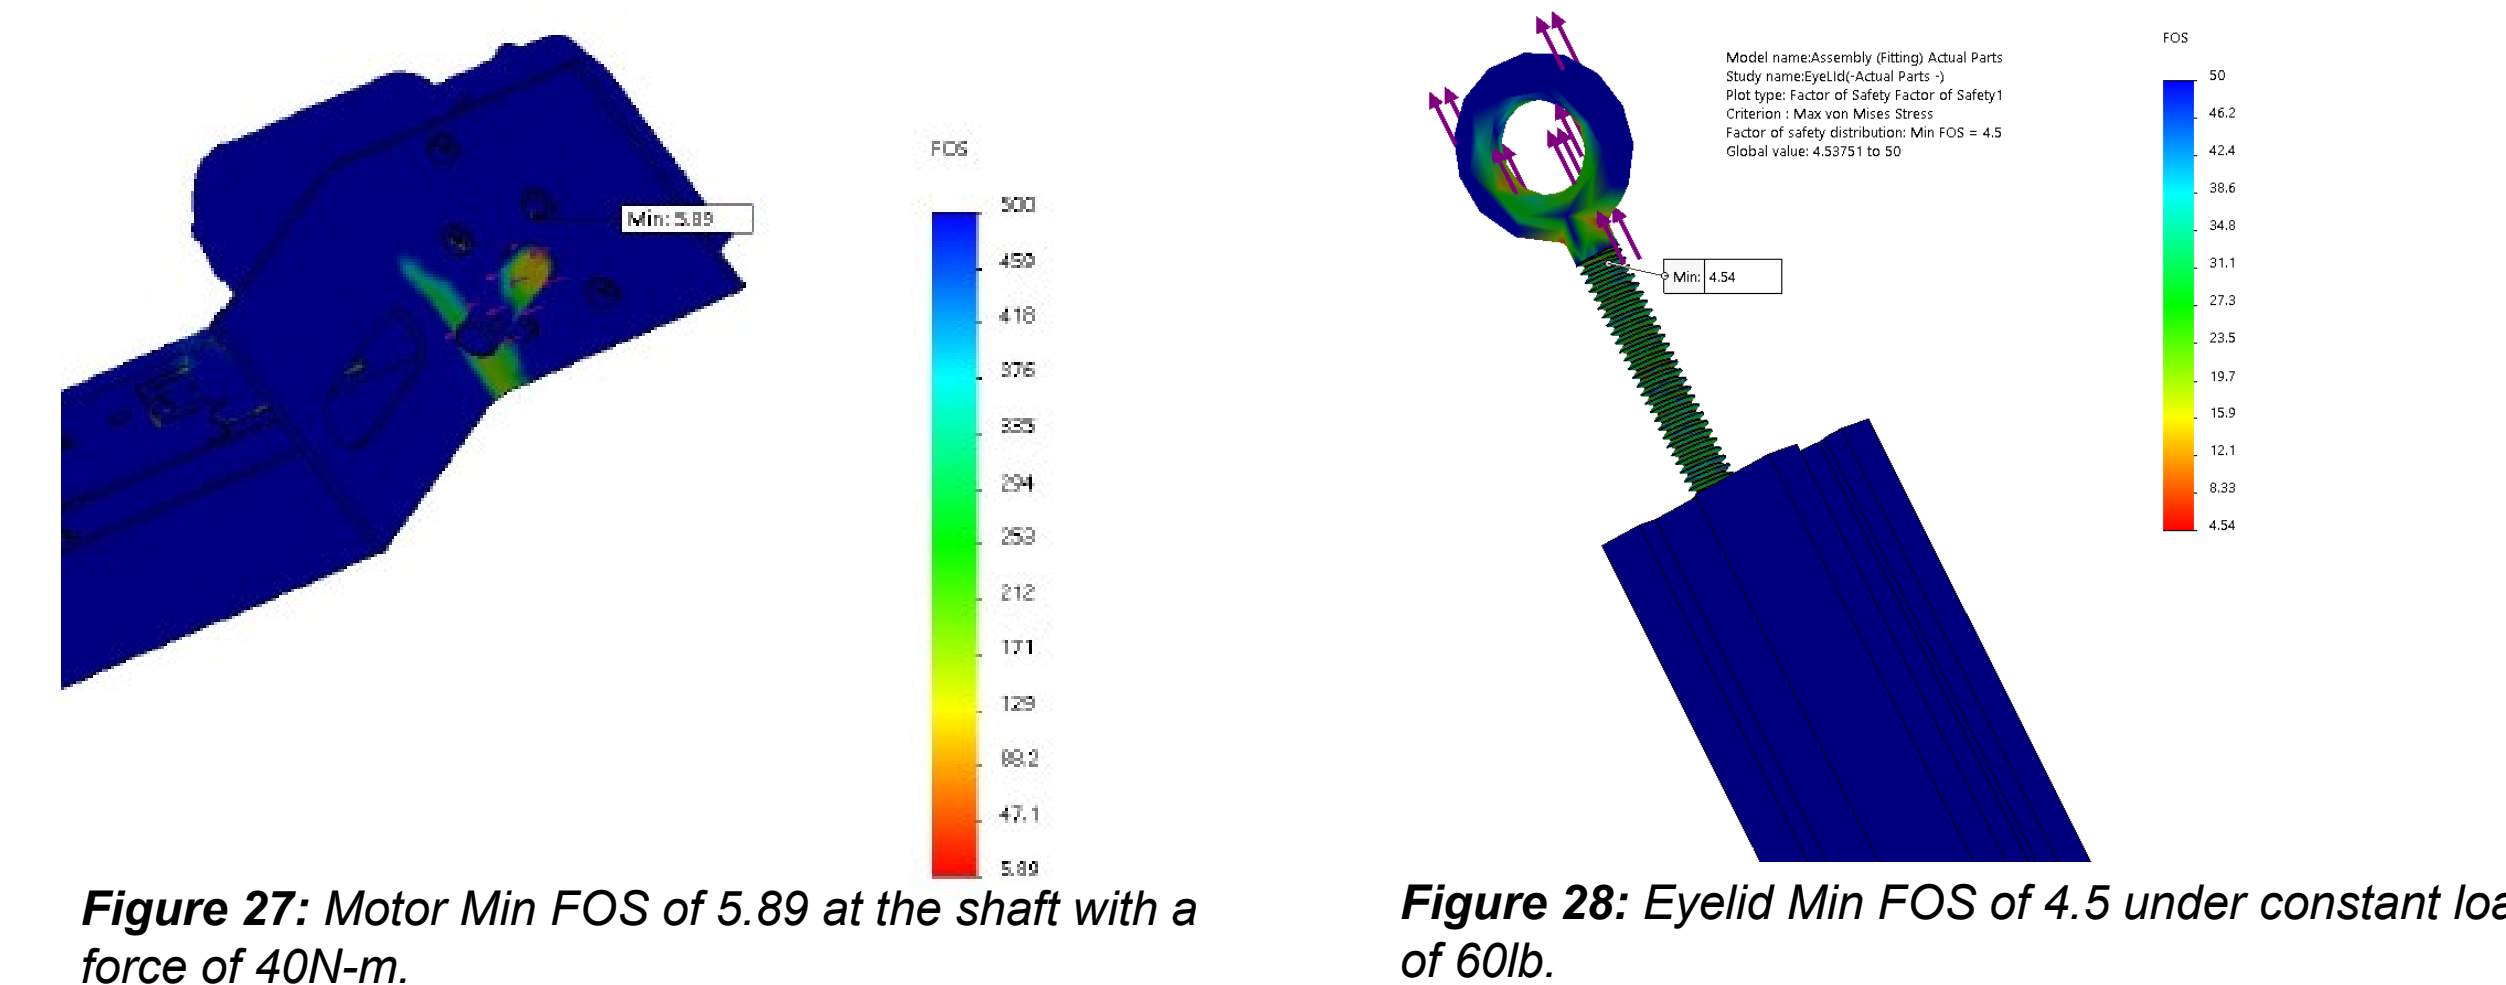 FOS
500
459
418
376
335
294
253
212
171
129
88.2
47.1
5.89
Min: 5.89
Figure 27: Motor Min FOS of 5.89 at the shaft with a
force of 40N-m.
Model name:Assembly (Fitting) Actual Parts
Study name:EyeLId(-Actual Parts -)
Plot type: Factor of Safety Factor of Safety1
Criterion : Max von Mises Stress
Factor of safety distribution: Min FOS = 4.5
Global value: 4.53751 to 50
FOS
50
46.2
42.4
38.6
34.8
31.1
27.3
23.5
19.7
15.9
12.1
8.33
4.54
Min: 4.54
Figure 28: Eyelid Min FOS of 4.5 under constant loa
of 60lb.